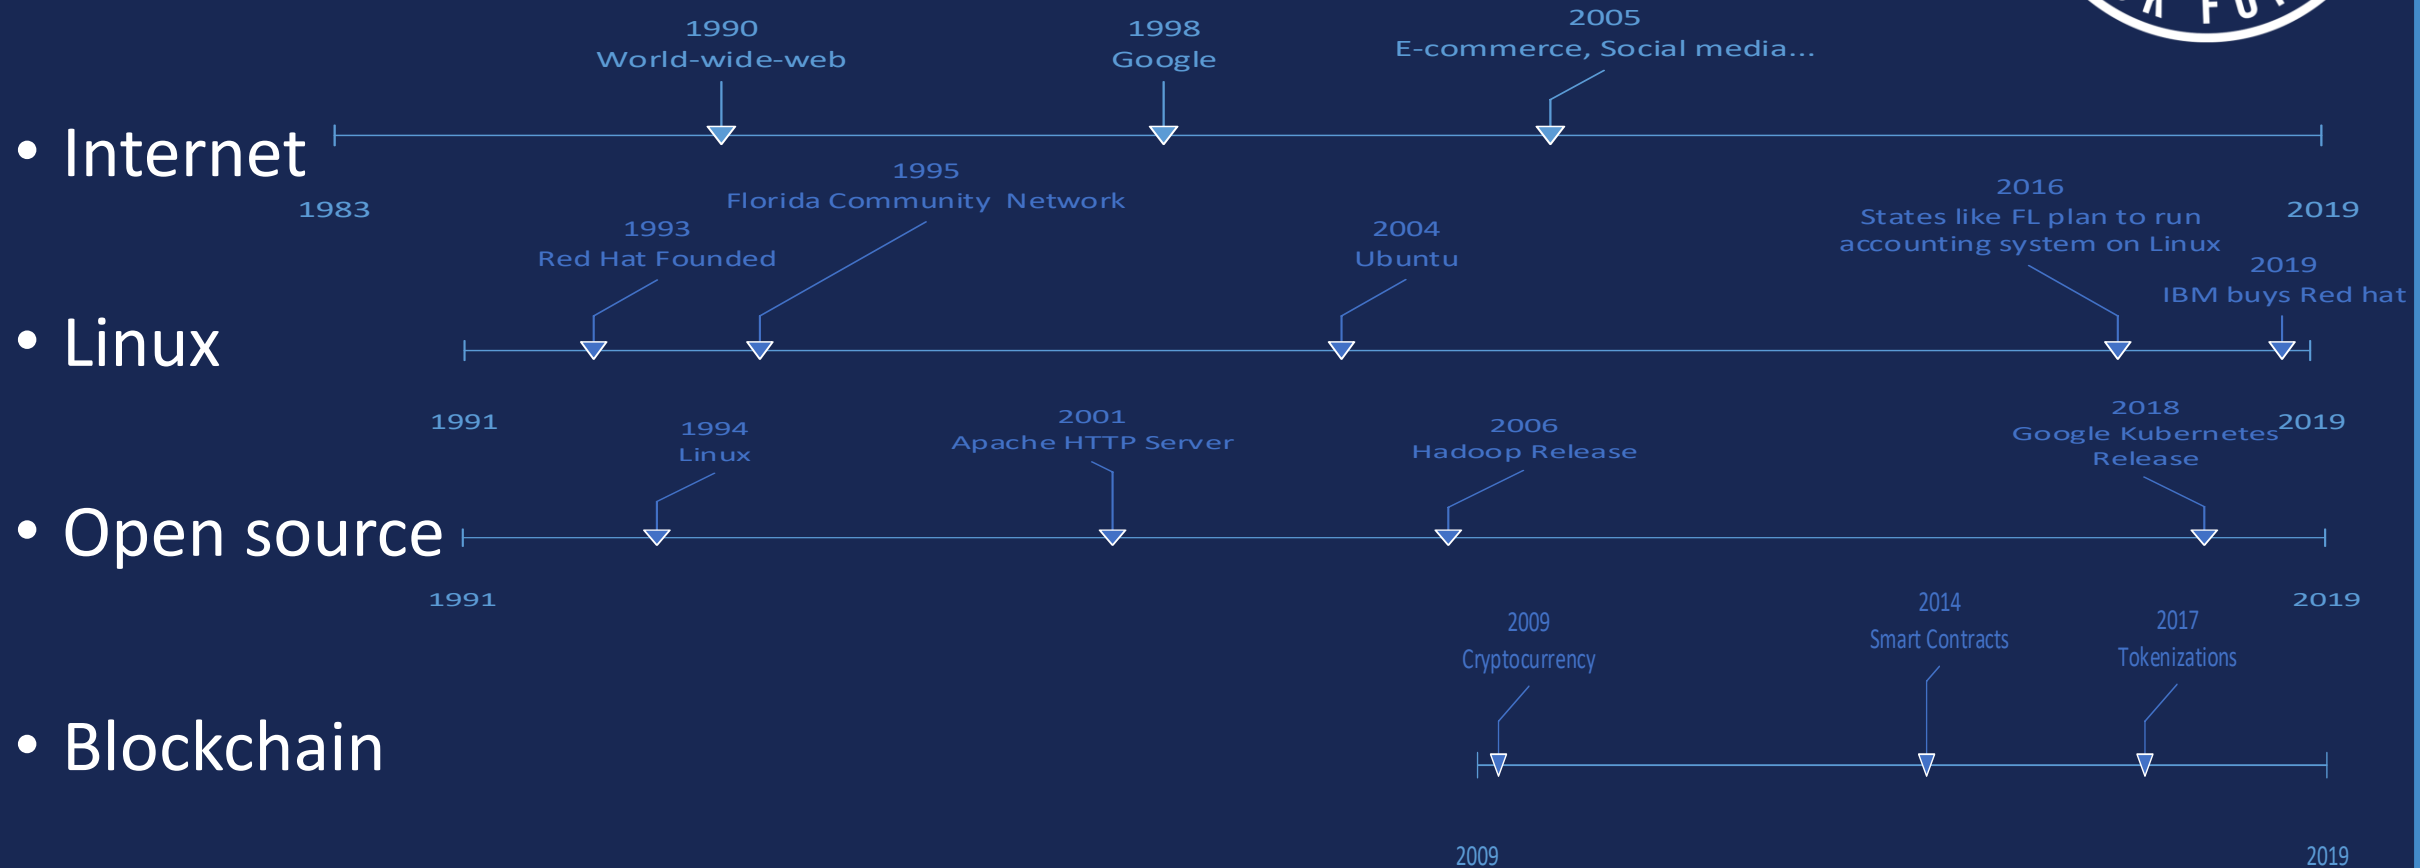 1990
World-wide-web
1998
Google
2005
E-commerce, Social media...
• Internet
1983
2019
1993
Red Hat Founded
1995
Florida Community  Network
2004
Ubuntu
2016
States like FL plan to run
accounting system on Linux
2019
IBM buys Red hat
• Linux
1991
2019
1994
Linux
2001
Apache HTTP Server
2006
Hadoop Release
2018
Google Kubernetes
Release
• Open source
1991
2019
2009
Cryptocurrency
2014
Smart Contracts
2017
Tokenizations
• Blockchain
2009
2019